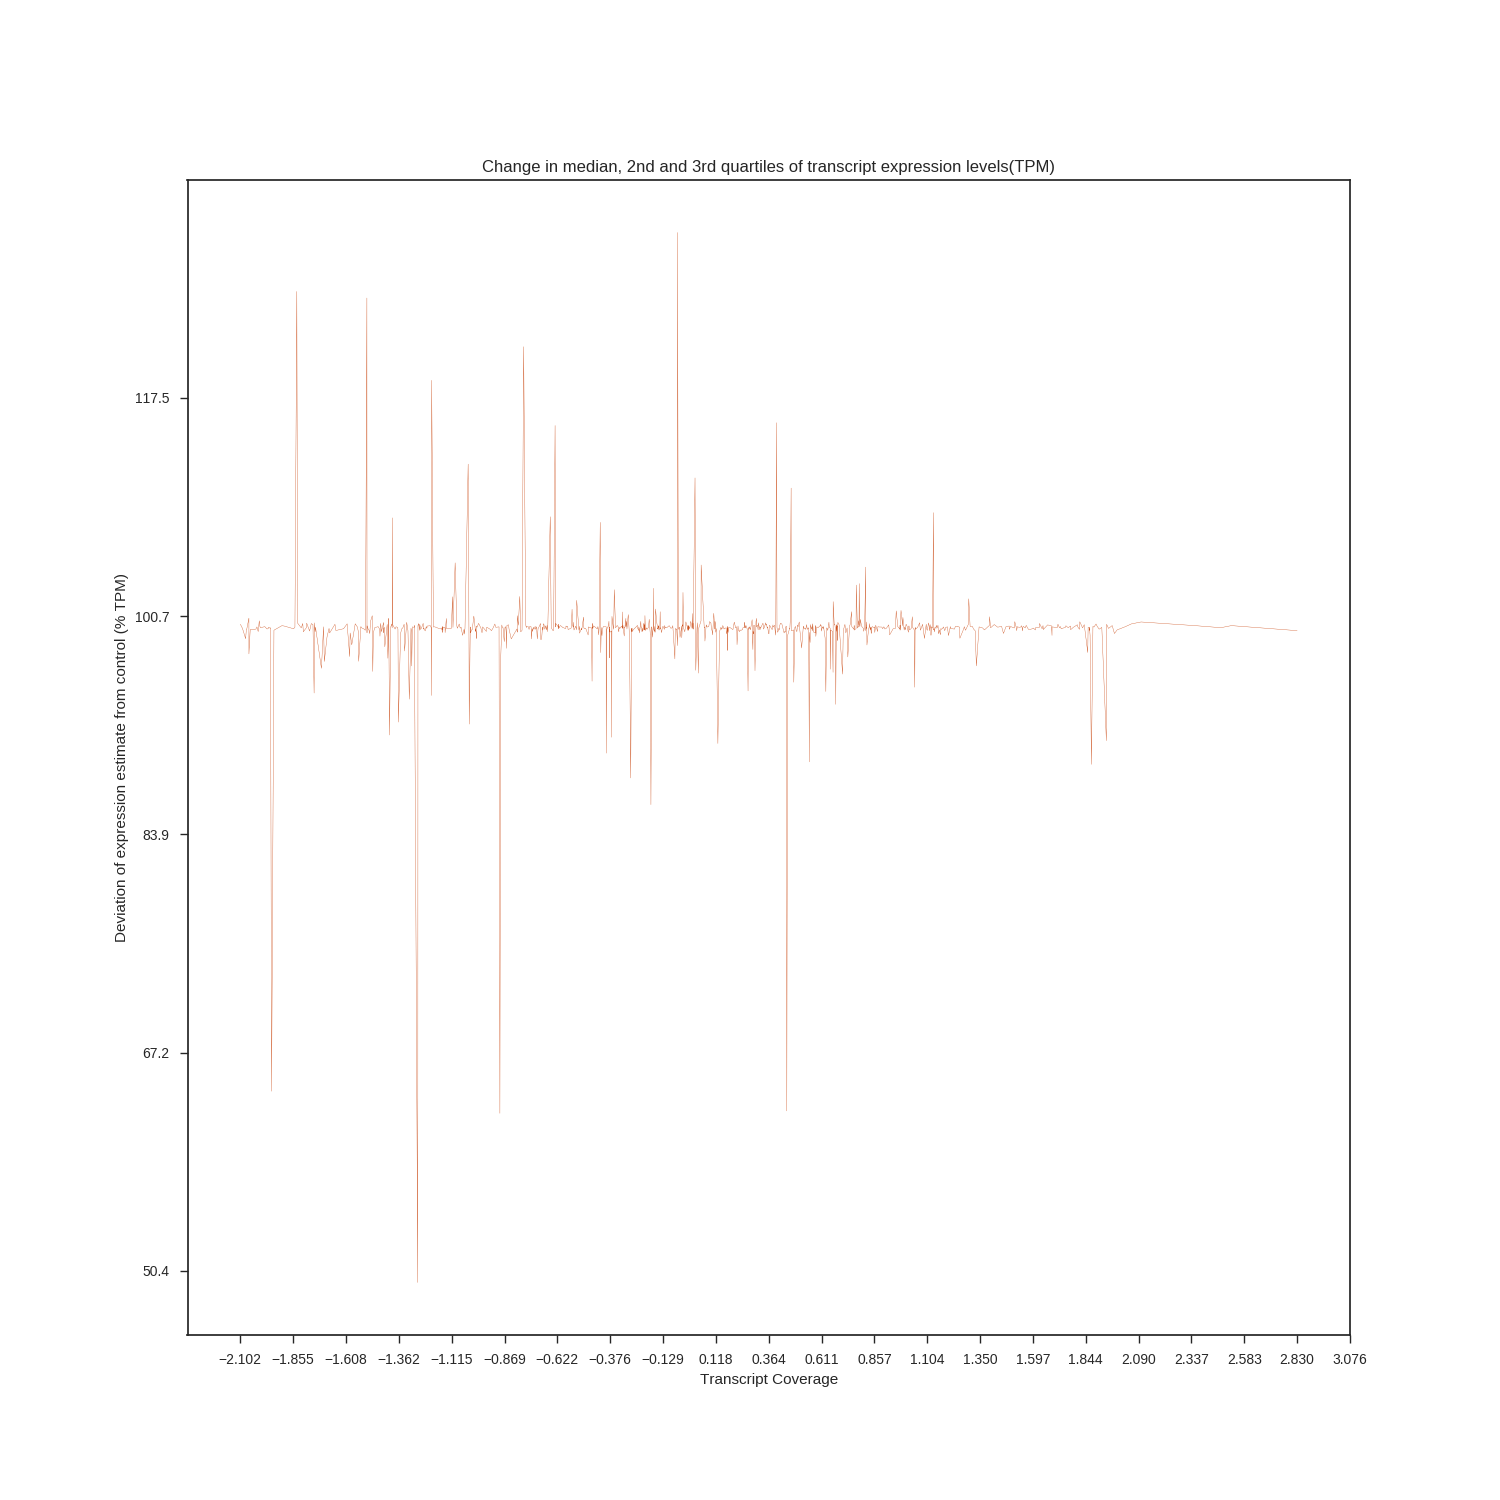 Change in median, 2nd and 3rd quartiles of transcript expression levels(TPM)
Deviation of expression estimate from control (% TPM)
117.5
100.7
83.9
67.2
50.4
−2.102 −1.855 −1.608 −1.362 −1.115 −0.869 −0.622 −0.376 −0.129 0.118 0.364 0.611 0.857 1.104 1.350 1.597 1.844 2.090 2.337 2.583 2.830 3.076
Transcript Coverage